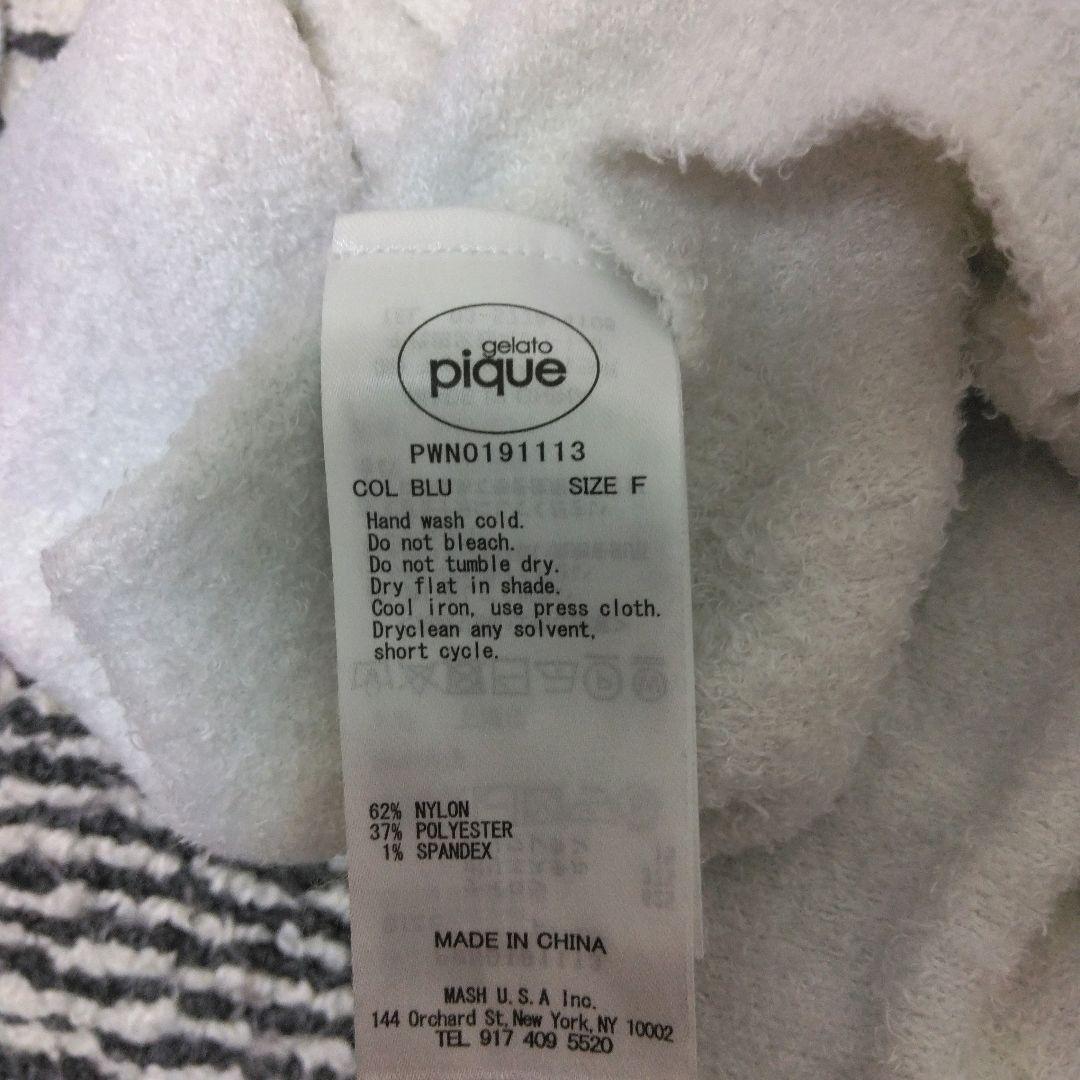 gelato
pique
PWNO191113
COL BLU SIZE F
Hand wash cold.
Do not bleach.
Do not tumble dry.
Dry flat in shade.
Cool iron, use press cloth.
Dryclean any solvent,
short cycle.
62% NYLON
37% POLYESTER
1% SPANDEX
MADE IN CHINA
MASH U.S.A Inc.
144 Orchard St, New York, NY 10002
TEL 917 409 5520